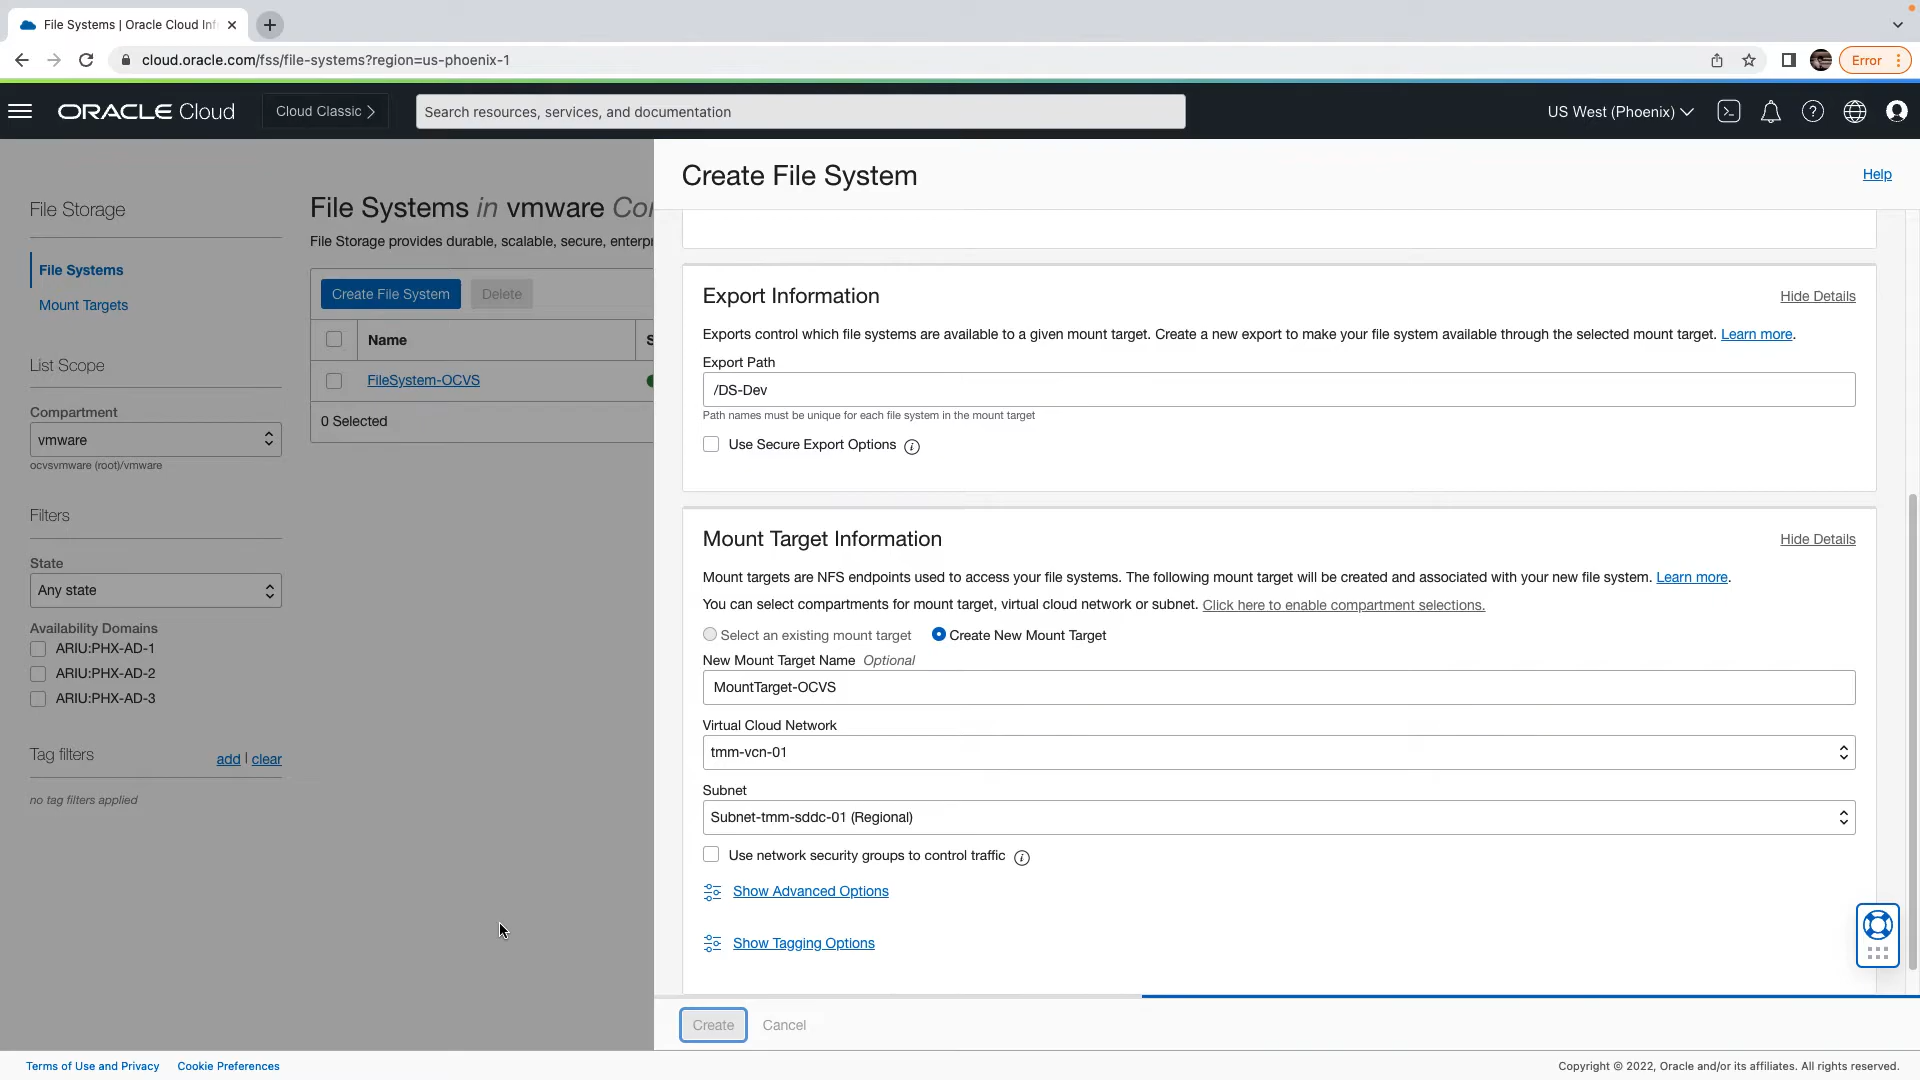 File Systems | Oracle Cloud Inf
cloud.oracle.com/fss/file-systems?region=us-phoenix-1
Error
ORACLE Cloud
Cloud Classic
Search resources, services, and documentation
US West (Phoenix)
File Storage
File Systems
Mount Targets
List Scope
Compartment
vmware
ocvsvmware (root)/vmware
Filters
State
Any state
Availability Domains
ARIU:PHX-AD-1
ARIU:PHX-AD-2
ARIU:PHX-AD-3
Tag filters
add | clear
no tag filters applied
File Systems in vmware Co
File Storage provides durable, scalable, secure, enterp
Create File System
Delete
Name
S
FileSystem-OCVS
0 Selected
Create File System
Help
Export Information
Hide Details
Exports control which file systems are available to a given mount target. Create a new export to make your file system available through the selected mount target. Learn more.
Export Path
/DS-Dev
Path names must be unique for each file system in the mount target
Use Secure Export Options
Mount Target Information
Hide Details
Mount targets are NFS endpoints used to access your file systems. The following mount target will be created and associated with your new file system. Learn more.
You can select compartments for mount target, virtual cloud network or subnet. Click here to enable compartment selections.
Select an existing mount target
Create New Mount Target
New Mount Target Name Optional
MountTarget-OCVS
Virtual Cloud Network
tmm-vcn-01
Subnet
Subnet-tmm-sddc-01 (Regional)
Use network security groups to control traffic
Show Advanced Options
Show Tagging Options
Create
Cancel
Terms of Use and Privacy
Cookie Preferences
Copyright © 2022, Oracle and/or its affiliates. All rights reserved.